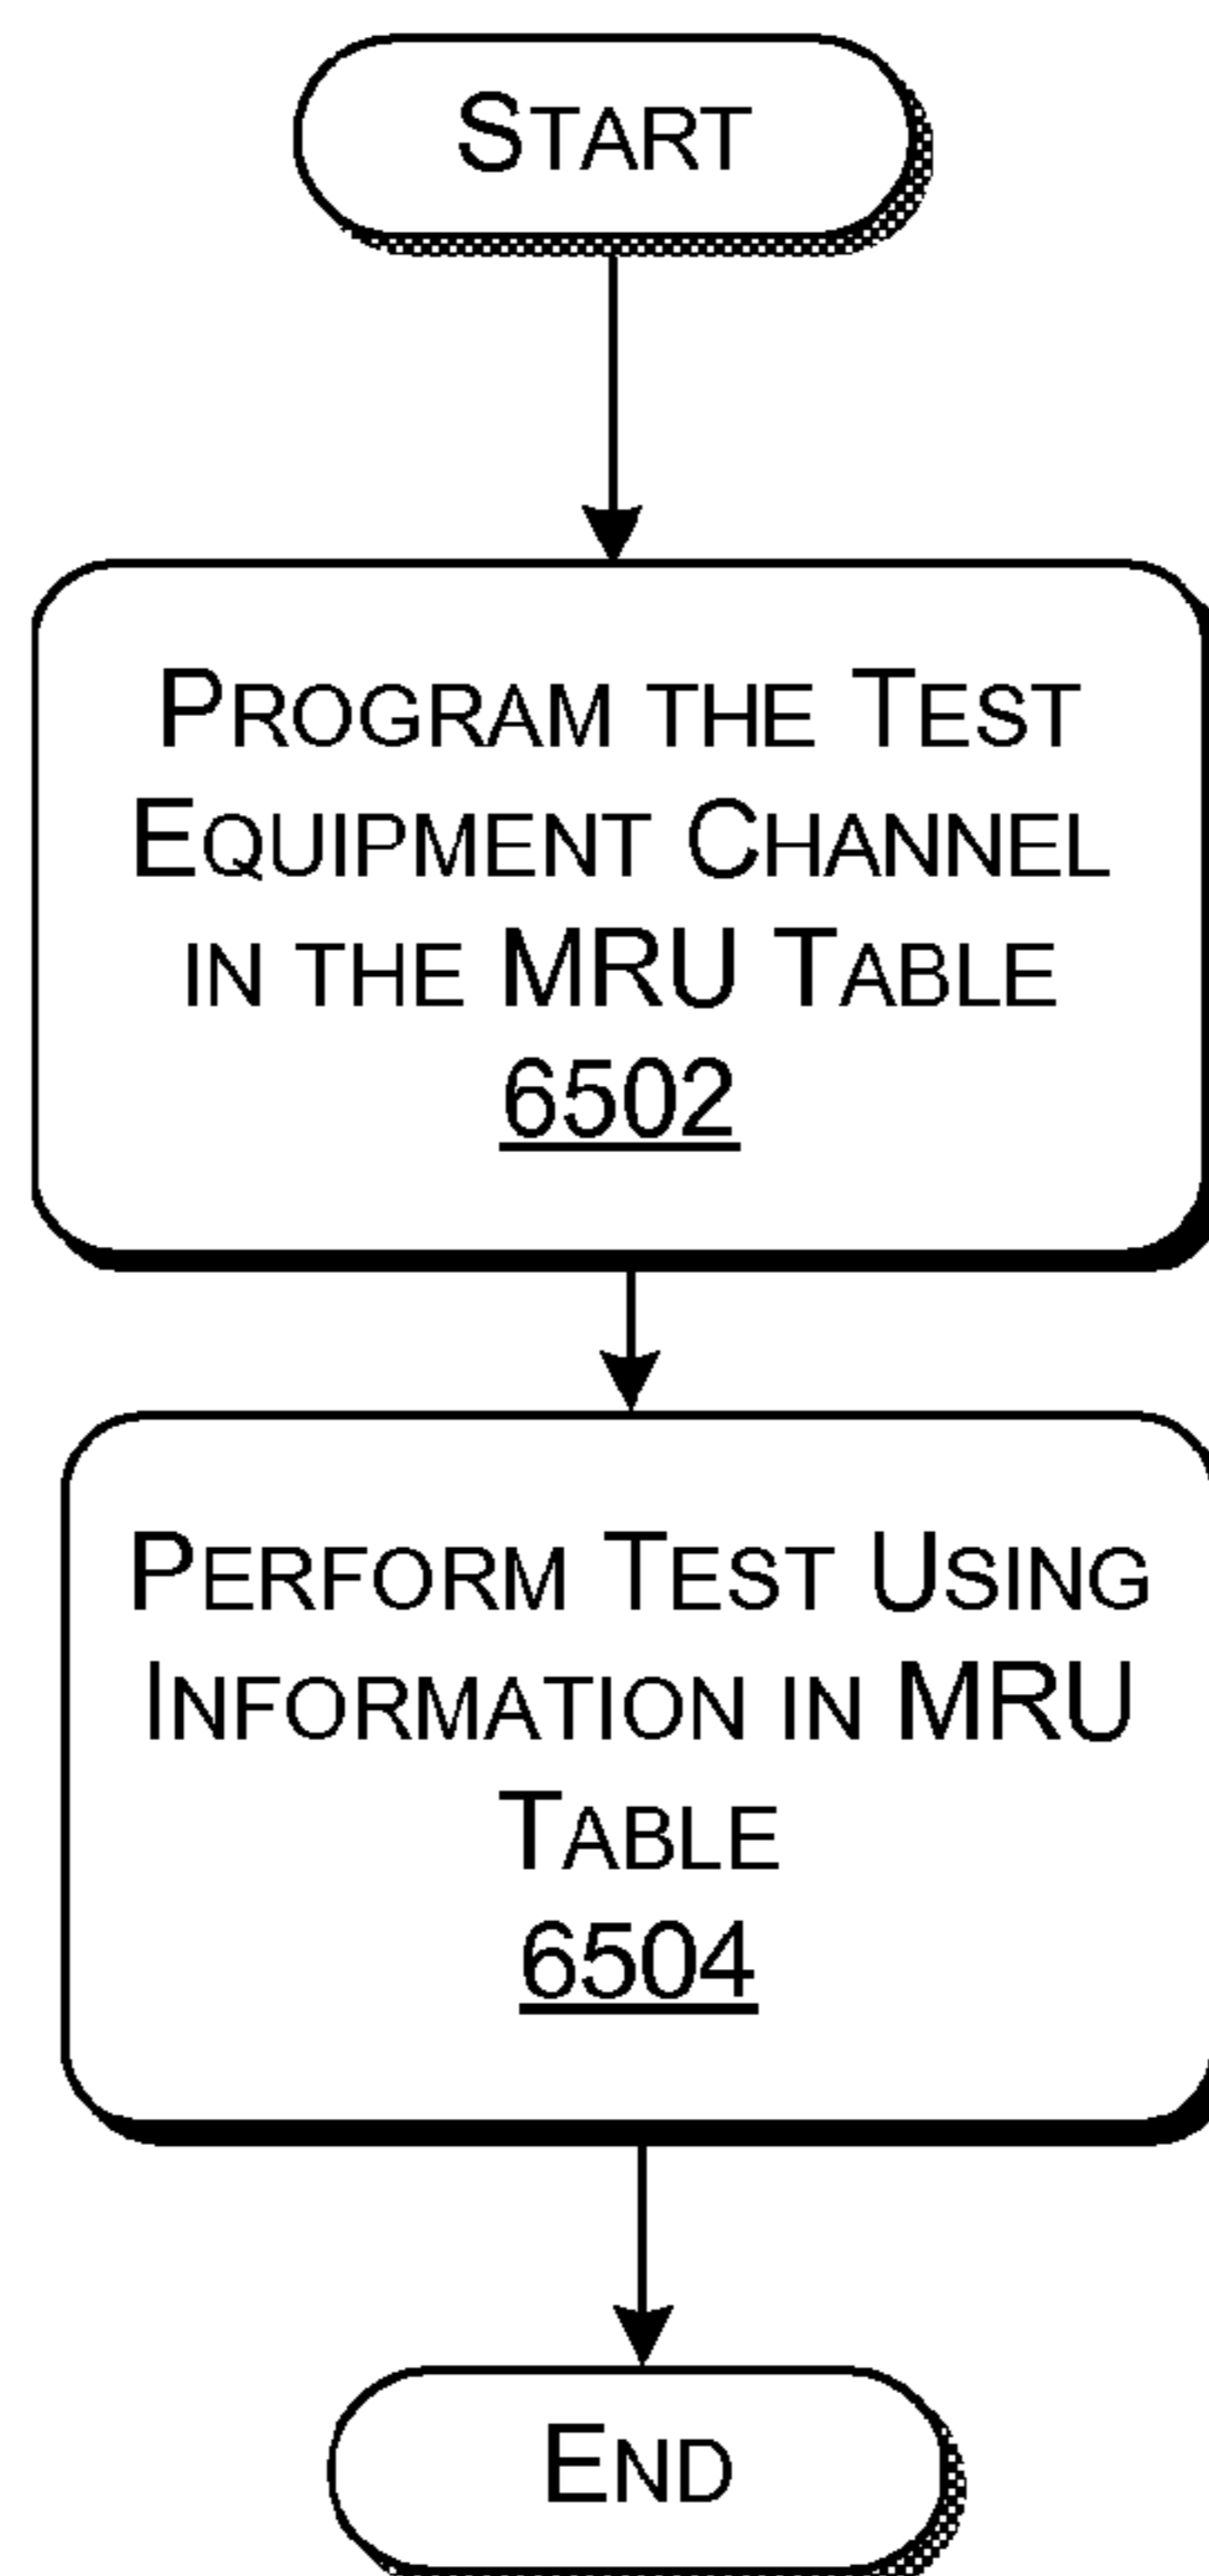 START
PROGRAM THE TEST
EQUIPMENT CHANNEL
IN THE MRU TABLE
6502
PERFORM TEST USING
INFORMATION IN MRU
TABLE
6504
END